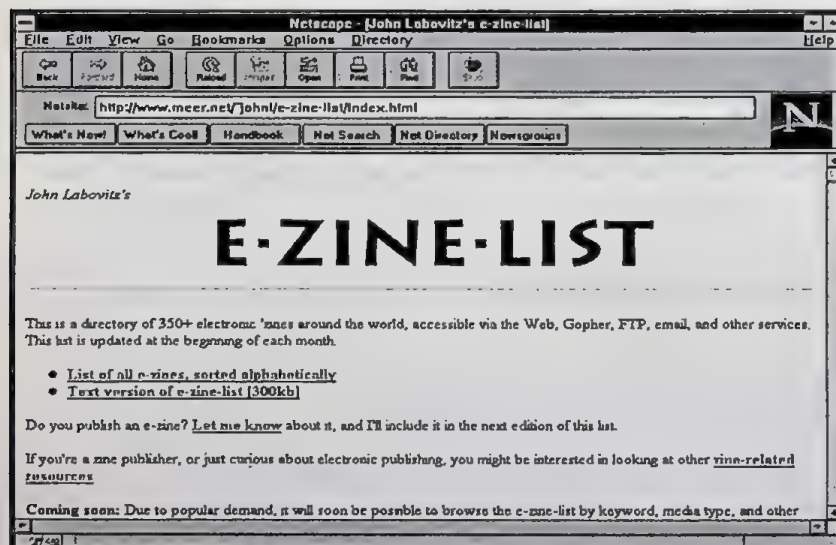 Netscape - [John Labovitz's e-zine-list]
File Edit View Go Bookmarks Options Directory Help
Back Forward Home Reload Images Open Print Find Stop
Netsite: http://www.meer.net/~johnl/e-zine-list/index.html
What's New! What's Cool! Handbook Net Search Net Directory Newsgroups
N
John Labovitz's
E·ZINE·LIST
This is a directory of 350+ electronic 'zines around the world, accessible via the Web, Gopher, FTP, email, and other services.
This list is updated at the beginning of each month.
List of all e-zines, sorted alphabetically
Text version of e-zine-list [300kb]
Do you publish an e-zine? Let me know about it, and I'll include it in the next edition of this list.
If you're a zine publisher, or just curious about electronic publishing, you might be interested in looking at other zine-related
resources
Coming soon: Due to popular demand, it will soon be possible to browse the e-zine-list by keyword, media type, and other